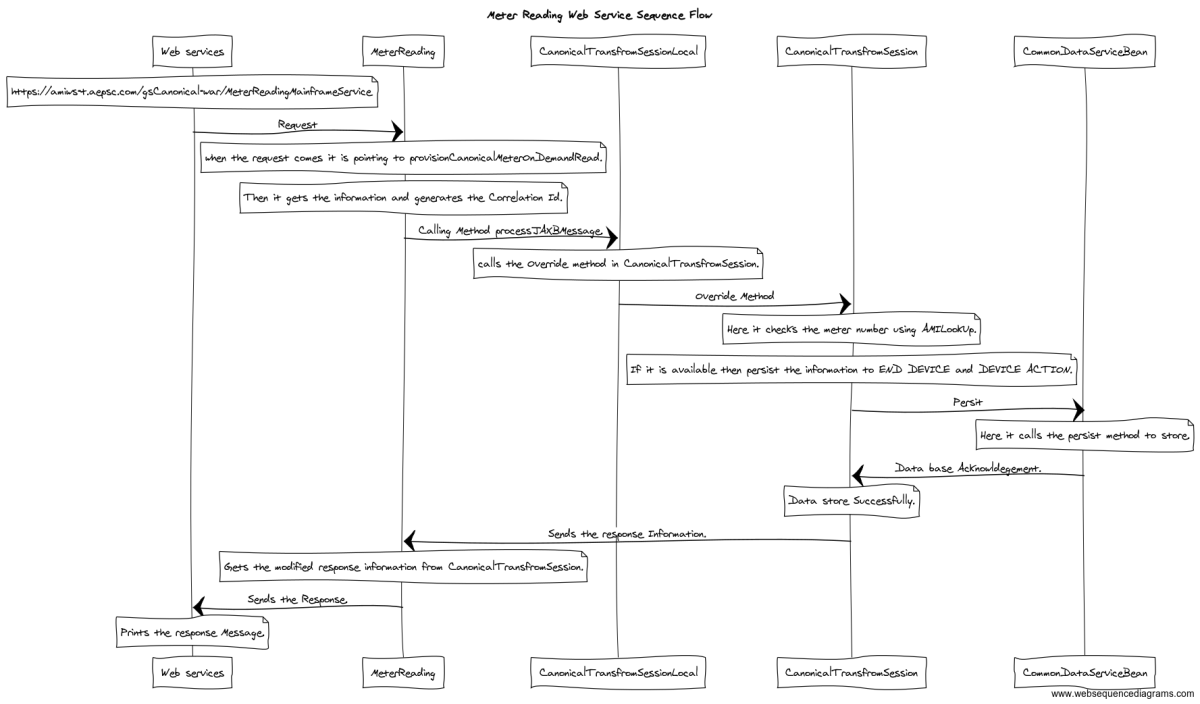 Meter Reading Web Service Sequence Flow
Web services
MeterReading
CanonicalTransfromSessionLocal
CanonicalTransfromSession
CommonDataServiceBean
https://amiws-t.aepsc.com/gsCanonical-war/MeterReadingMainframeService
Request
when the request comes it is pointing to provisionCanonicalMeterOnDemandRead.
Then it gets the information and generates the Correlation Id.
Calling Method processJAXBMessage.
calls the Override method in CanonicalTransfromSession.
Override Method
Here it checks the meter number using AMILookUp.
If it is available then persist the information to END DEVICE and DEVICE ACTION.
Persit
Here it calls the persist method to store.
Data base Acknowldegement.
Data store Successfully.
Sends the response Information.
Gets the modified response information from CanonicalTransfromSession.
Sends the Response.
Prints the response Message.
Web services
MeterReading
CanonicalTransfromSessionLocal
CanonicalTransfromSession
CommonDataServiceBean
www.websequencediagrams.com